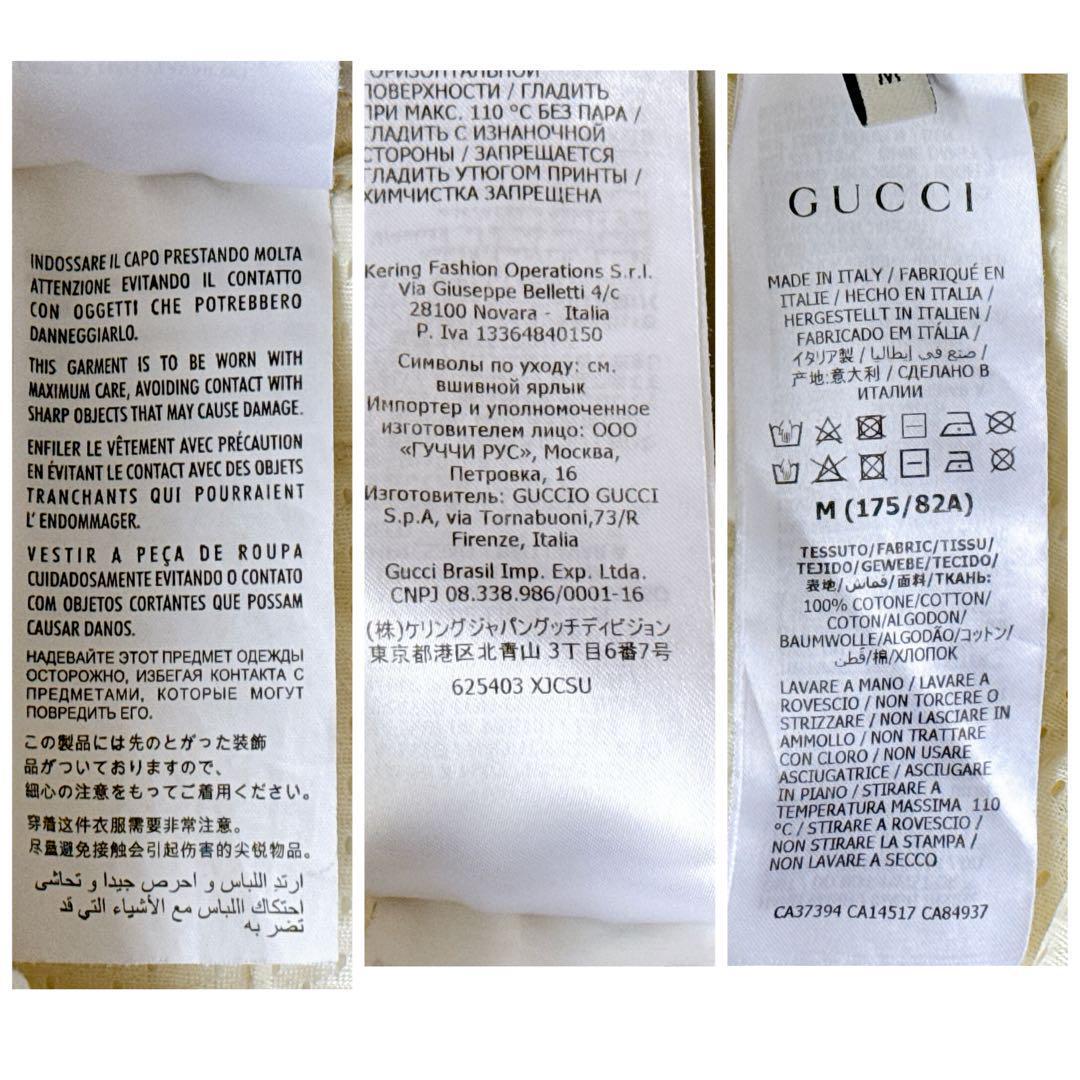 INDOSSARE IL CAPO PRESTANDO MOLTA
ATTENZIONE EVITANDO IL CONTATTO
CON OGGETTI CHE POTREBBERO
DANNEGGIARLO.
THIS GARMENT IS TO BE WORN WITH
MAXIMUM CARE, AVOIDING CONTACT WITH
SHARP OBJECTS THAT MAY CAUSE DAMAGE.
ENFILER LE VÊTEMENT AVEC PRÉCAUTION
EN ÉVITANT LE CONTACT AVEC DES OBJETS
TRANCHANTS QUI POURRAIENT
L'ENDOMMAGER.
VESTIR A PEÇA DE ROUPA
CUIDADOSAMENTE EVITANDO O CONTATO
COM OBJETOS CORTANTES QUE POSSAM
CAUSAR DANOS.
НАДЕВАЙТЕ ЭТОТ ПРЕДМЕТ ОДЕЖДЫ
ОСТОРОЖНО, ИЗБЕГАЯ КОНТАКТА С
ПРЕДМЕТАМИ, КОТОРЫЕ МОГУТ
ПОВРЕДИТЬ ЕГО.
この製品には先のとがった装飾
品がついておりますので、
細心の注意をもってご着用ください。
穿着这件衣服需要非常注意。
尽量避免接触会引起伤害的尖锐物品。
ارتد اللباس و احرص جيدا و تحاشى
احتكاك اللباس مع الأشياء التي قد
تضر به
ОРИЗОНТАЛЬНОЙ
ПОВЕРХНОСТИ / ГЛАДИТЬ
ПРИ МАКС. 110 °C БЕЗ ПАРА /
ГЛАДИТЬ С ИЗНАНОЧНОЙ
СТОРОНЫ / ЗАПРЕЩАЕТСЯ
ГЛАДИТЬ УТЮГОМ ПРИНТЫ /
ХИМЧИСТКА ЗАПРЕЩЕНА
Kering Fashion Operations S.r.l.
Via Giuseppe Belletti 4/c
28100 Novara - Italia
P. Iva 13364840150
Символы по уходу: см.
вшивной ярлык
Импортер и уполномоченное
изготовителем лицо: ООО
«ГУЧЧИ РУС», Москва,
Петровка, 16
Изготовитель: GUCCIO GUCCI
S.p.A, via Tornabuoni,73/R
Firenze, Italia
Gucci Brasil Imp. Exp. Ltda.
CNPJ 08.338.986/0001-16
(株)ケリングジャパングッチディビジョン
東京都港区北青山 3丁目6番7号
625403 XJCSU
M
GUCCI
MADE IN ITALY / FABRIQUÉ EN
ITALIE / HECHO EN ITALIA /
HERGESTELLT IN ITALIEN /
FABRICADO EM ITÁLIA /
イタリア製 / صنع في إيطاليا /
产地:意大利 / СДЕЛАНО В
ИТАЛИИ
M (175/82A)
TESSUTO/FABRIC/TISSU/
TEJIDO/GEWEBE/TECIDO/
表地/قماش/面料/ТКАНЬ:
100% COTONE/COTTON/
COTON/ALGODON/
BAUMWOLLE/ALGODÃO/コットン/
قطن/棉/ХЛОПОК
LAVARE A MANO / LAVARE A
ROVESCIO / NON TORCERE O
STRIZZARE / NON LASCIARE IN
AMMOLLO / NON TRATTARE
CON CLORO / NON USARE
ASCIUGATRICE / ASCIUGARE
IN PIANO / STIRARE A
TEMPERATURA MASSIMA 110
°C / STIRARE A ROVESCIO /
NON STIRARE LA STAMPA /
NON LAVARE A SECCO
CA37394 CA14517 CA84937